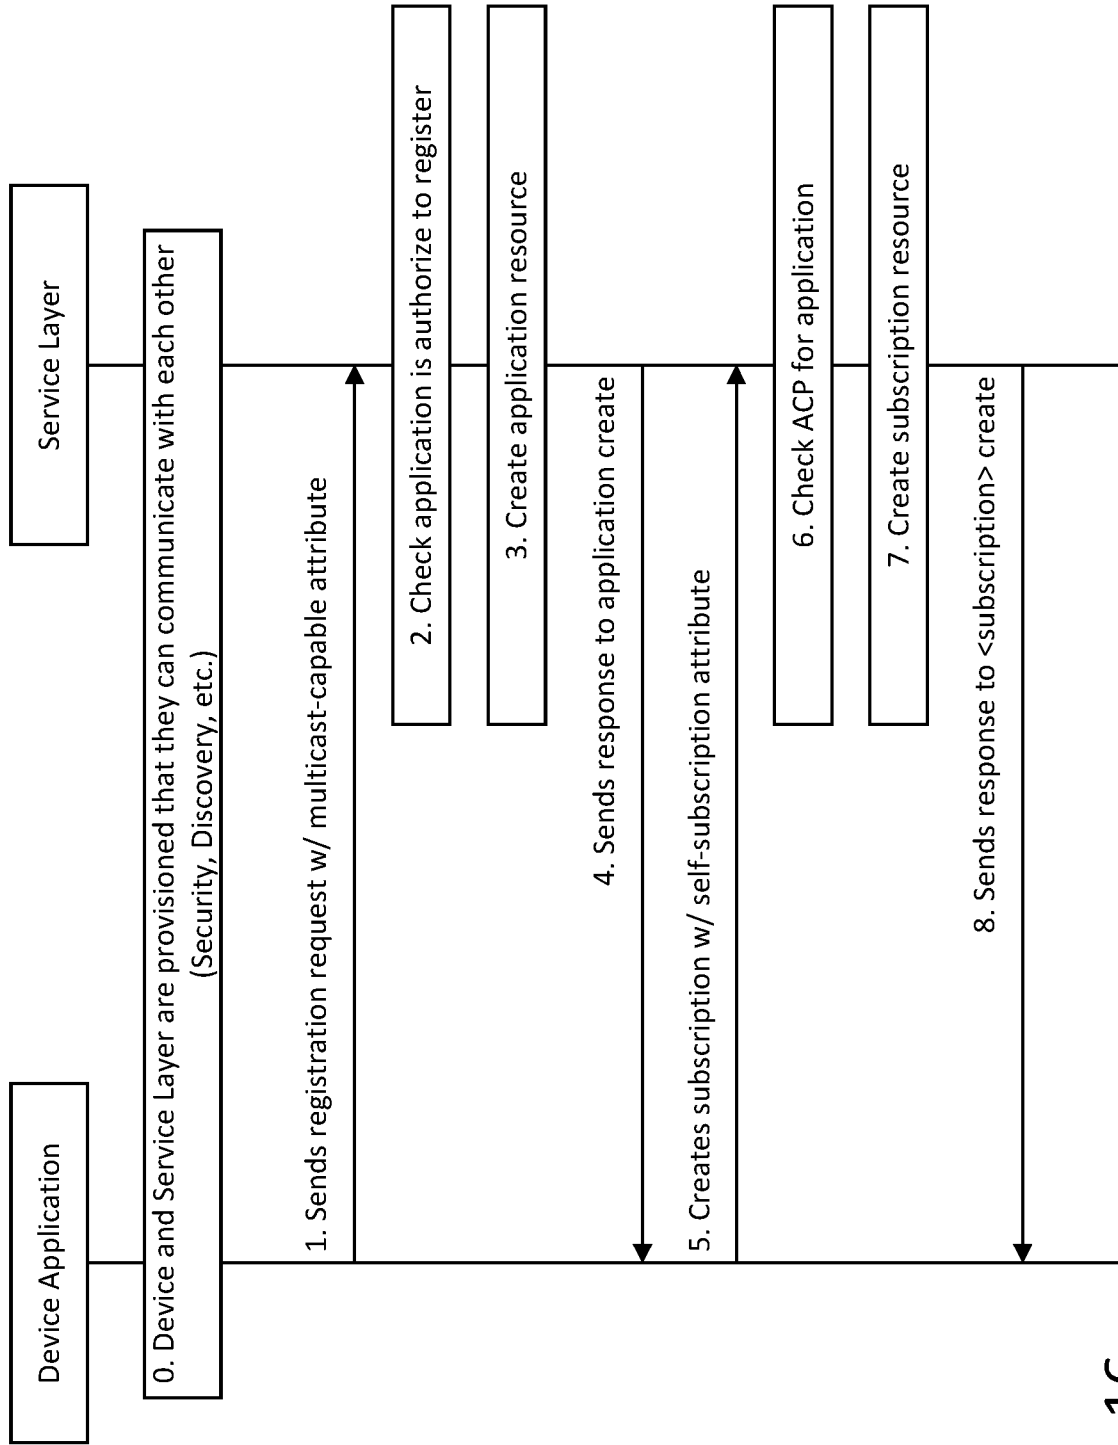 Device Application
Service Layer
0. Device and Service Layer are provisioned that they can communicate with each other
(Security, Discovery, etc.)
1. Sends registration request w/ multicast-capable attribute
2. Check application is authorize to register
3. Create application resource
4. Sends response to application create
5. Creates subscription w/ self-subscription attribute
6. Check ACP for application
7. Create subscription resource
8. Sends response to <subscription> create